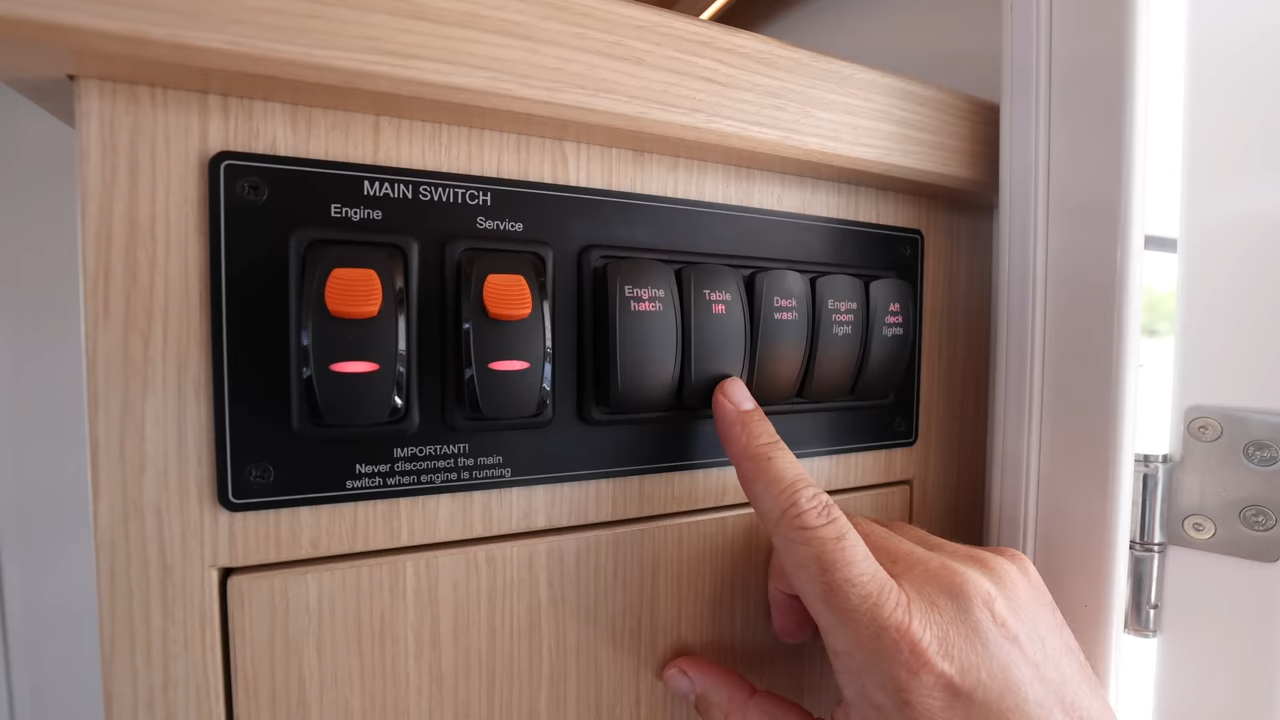 MAIN SWITCH
Engine
Service
Engine
hatch
Table
lift
Deck
wash
Engine
room
light
Aft
deck
lights
IMPORTANT!
Never disconnect the main
switch when engine is running